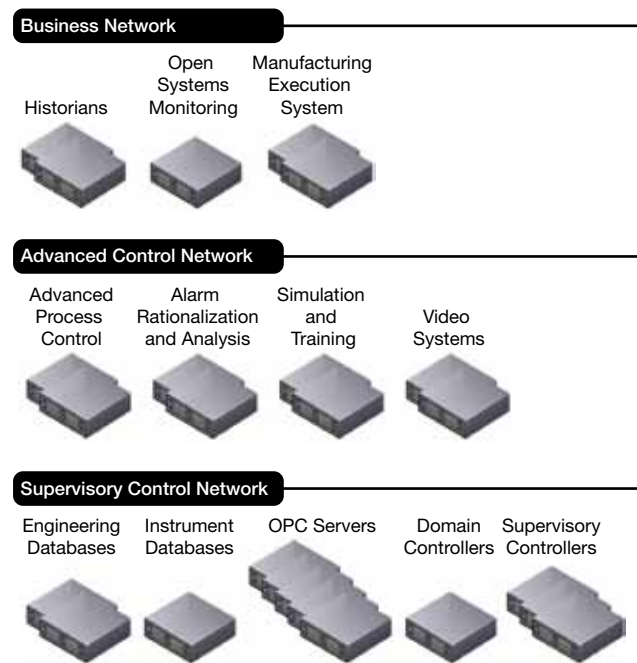 Business Network
Historians
Open
Systems
Monitoring
Manufacturing
Execution
System
Advanced Control Network
Advanced
Process
Control
Alarm
Rationalization
and Analysis
Simulation
and
Training
Video
Systems
Supervisory Control Network
Engineering
Databases
Instrument
Databases
OPC Servers
Domain
Controllers
Supervisory
Controllers